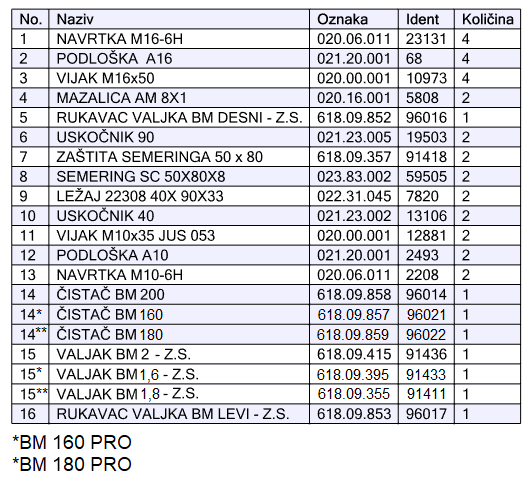 No. Naziv Oznaka Ident Količina
1 NAVRTKA M16-6H 020.06.011 23131 4
2 PODLOŠKA A16 021.20.001 68 4
3 VIJAK M16x50 020.00.001 10973 4
4 MAZALICA AM 8X1 020.16.001 5808 2
5 RUKAVAC VALJKA BM DESNI - Z.S. 618.09.852 96016 1
6 USKOČNIK 90 021.23.005 19503 2
7 ZAŠTITA SEMERINGA 50 x 80 618.09.357 91418 2
8 SEMERING SC 50X80X8 023.83.002 59505 2
9 LEŽAJ 22308 40X 90X33 022.31.045 7820 2
10 USKOČNIK 40 021.23.002 13106 2
11 VIJAK M10x35 JUS 053 020.00.001 12881 2
12 PODLOŠKA A10 021.20.001 2493 2
13 NAVRTKA M10-6H 020.06.011 2208 2
14 ČISTAČ BM 200 618.09.858 96014 1
14* ČISTAČ BM 160 618.09.857 96021 1
14** ČISTAČ BM 180 618.09.859 96022 1
15 VALJAK BM 2 - Z.S. 618.09.415 91436 1
15* VALJAK BM 1,6 - Z.S. 618.09.395 91433 1
15** VALJAK BM 1,8 - Z.S. 618.09.355 91411 1
16 RUKAVAC VALJKA BM LEVI - Z.S. 618.09.853 96017 1
*BM 160 PRO
*BM 180 PRO